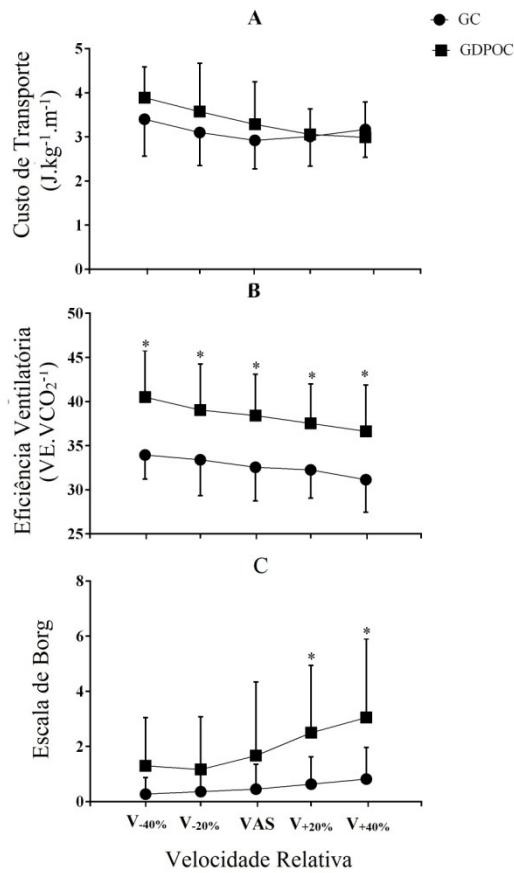 A
GC
GDPOC
Custo de Transporte
(J.kg⁻¹.m⁻¹)
5
4
3
2
1
0
B
Eficiência Ventilatória
(VE.VCO₂⁻¹)
50
45
40
35
30
25
* * * * *
C
Escala de Borg
8
6
4
2
0
* *
V₋₄₀% V₋₂₀% VAS V₊₂₀% V₊₄₀%
Velocidade Relativa